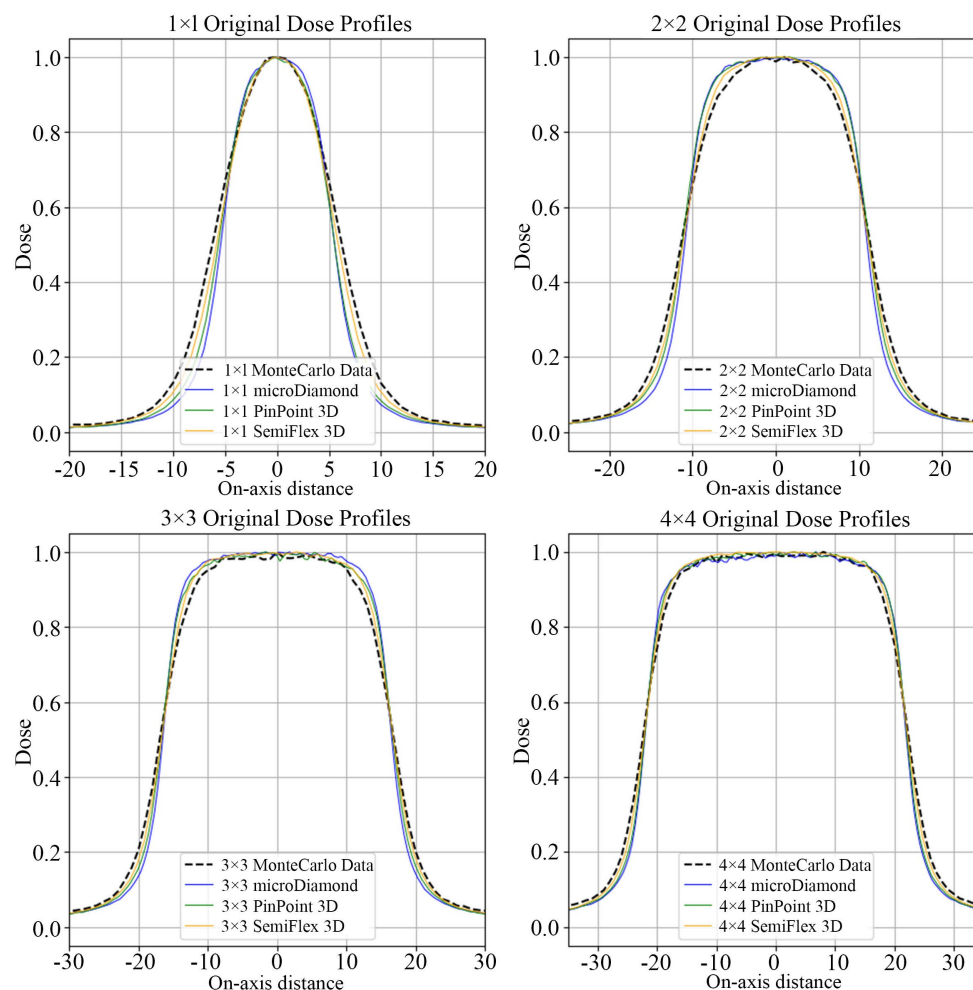 1×l Original Dose Profiles
1.0
0.8
0.6
0.4
0.2
0.0
Dose
1×l MonteCarlo Data
1×1 microDiamond
1×1 PinPoint 3D
1×1 SemiFlex 3D
-20 -15 -10 -5 0 5 10 15 20
On-axis distance
2×2 Original Dose Profiles
1.0
0.8
0.6
0.4
0.2
0.0
Dose
2×2 MonteCarlo Data
2×2 microDiamond
2×2 PinPoint 3D
2×2 SemiFlex 3D
-20 -10 0 10 20
On-axis distance
3×3 Original Dose Profiles
1.0
0.8
0.6
0.4
0.2
0.0
Dose
3×3 MonteCarlo Data
3×3 microDiamond
3×3 PinPoint 3D
3×3 SemiFlex 3D
-30 -20 -10 0 10 20 30
On-axis distance
4×4 Original Dose Profiles
1.0
0.8
0.6
0.4
0.2
0.0
Dose
4×4 MonteCarlo Data
4×4 microDiamond
4×4 PinPoint 3D
4×4 SemiFlex 3D
-30 -20 -10 0 10 20 30
On-axis distance